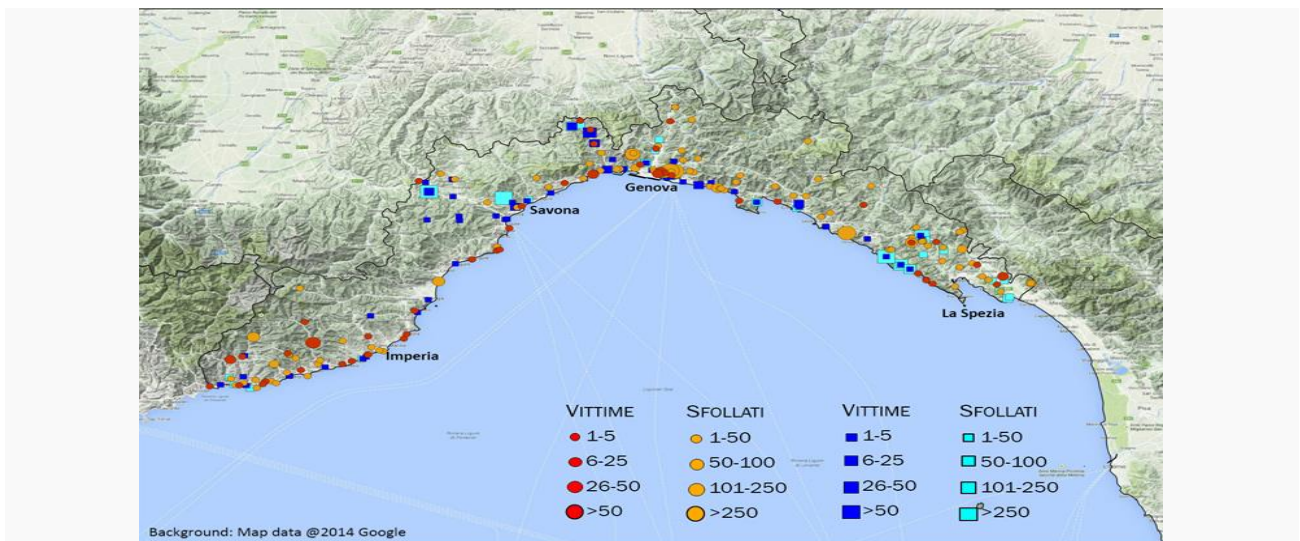 Genova
Savona
La Spezia
Imperia
VITTIME SFOLLATI VITTIME SFOLLATI
1-5 1-50 1-5 1-50
6-25 50-100 6-25 50-100
26-50 101-250 26-50 101-250
>50 >250 >50 >250
Background: Map data @2014 Google